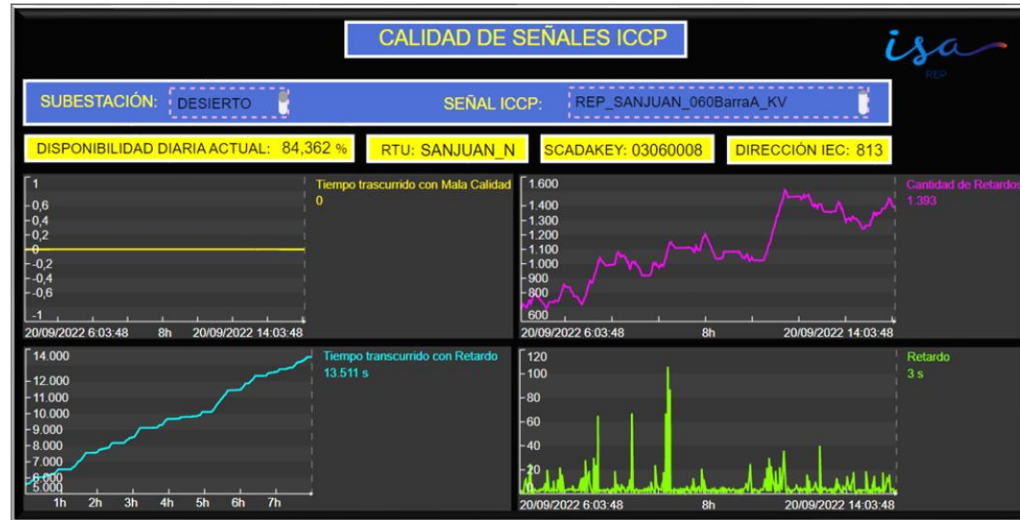 CALIDAD DE SEÑALES ICCP
isa
REP
SUBESTACIÓN: DESIERTO SEÑAL ICCP: REP_SANJUAN_060BarraA_KV
DISPONIBILIDAD DIARIA ACTUAL: 84,362 % RTU: SANJUAN_N SCADAKEY: 03060008 DIRECCIÓN IEC: 813
Tiempo trascurrido con Mala Calidad
0
1
0,6
0,4
0,2
0
-0,2
-0,4
-0,6
-1
20/09/2022 6:03:48 8h 20/09/2022 14:03:48
Cantidad de Retardos
1.393
1.600
1.400
1.300
1.200
1.100
1.000
900
800
600
20/09/2022 6:03:48 8h 20/09/2022 14:03:48
Tiempo transcurrido con Retardo
13.511 s
14.000
12.000
11.000
10.000
9.000
8.000
7.000
6.000
5.000
1h 2h 3h 4h 5h 6h 7h
Retardo
3 s
120
100
80
60
40
20
0
20/09/2022 6:03:48 8h 20/09/2022 14:03:48